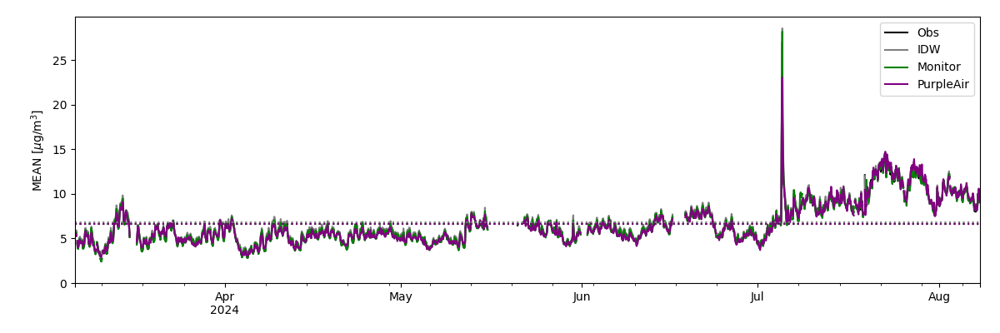 25
20
15
10
5
0
MEAN [μg/m³]
Obs
IDW
Monitor
PurpleAir
Apr
2024
May
Jun
Jul
Aug